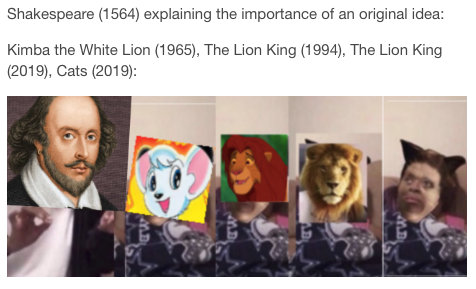 Shakespeare (1564) explaining the importance of an original idea:
Kimba the White Lion (1965), The Lion King (1994), The Lion King
(2019), Cats (2019):